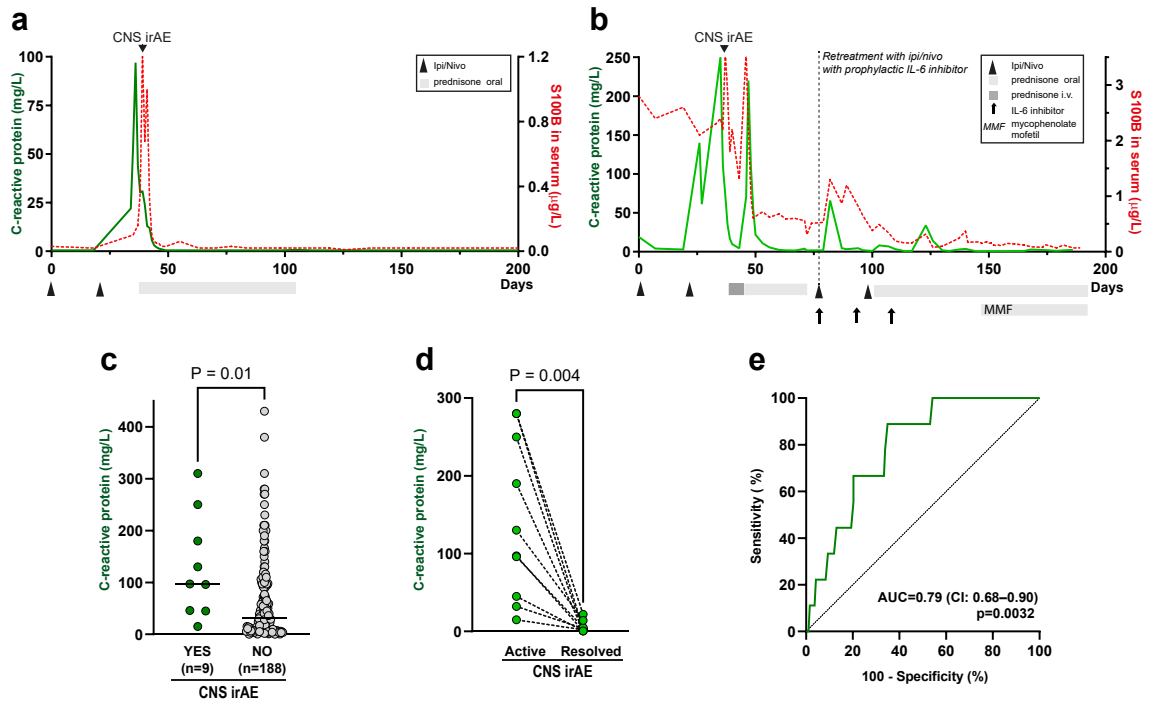 a
CNS irAE
C-reactive protein (mg/L)
100
75
50
25
0
1.2
0.8
0.4
0.0
S100B in serum (µg/L)
Ipi/Nivo
prednisone oral
0
50
100
150
200
Days
b
CNS irAE
Retreatment with ipi/nivo
with prophylactic IL-6 inhibitor
C-reactive protein (mg/L)
250
200
150
100
50
0
3
2
1
0
S100B in serum (µg/L)
Ipi/Nivo
prednisone oral
prednisone i.v.
IL-6 inhibitor
MMF mycophenolate
mofetil
0
50
100
150
200
Days
MMF
c
P = 0.01
C-reactive protein (mg/L)
400
300
200
100
0
YES NO
(n=9) (n=188)
CNS irAE
d
P = 0.004
C-reactive protein (mg/L)
300
200
100
0
Active Resolved
CNS irAE
e
Sensitivity ( %)
100
80
60
40
20
0
AUC=0.79 (CI: 0.68–0.90)
p=0.0032
0 20 40 60 80 100
100 - Specificity (%)